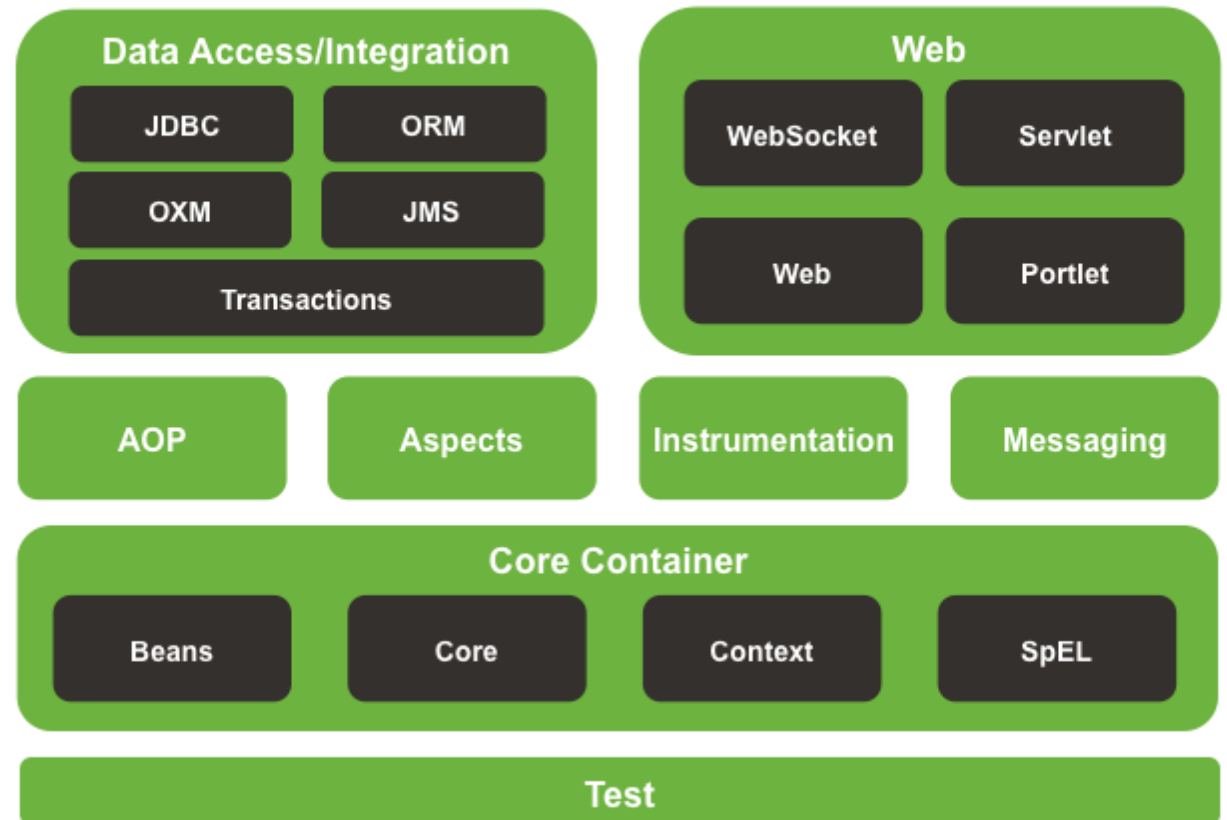 Data Access/Integration
JDBC
ORM
OXM
JMS
Transactions
Web
WebSocket
Servlet
Web
Portlet
AOP
Aspects
Instrumentation
Messaging
Core Container
Beans
Core
Context
SpEL
Test